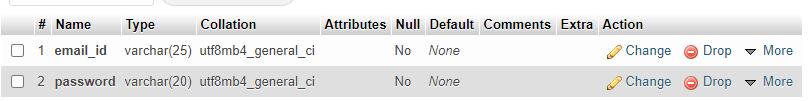 # Name Type Collation Attributes Null Default Comments Extra Action
1 email_id varchar(25) utf8mb4_general_ci No None Change Drop More
2 password varchar(20) utf8mb4_general_ci No None Change Drop More